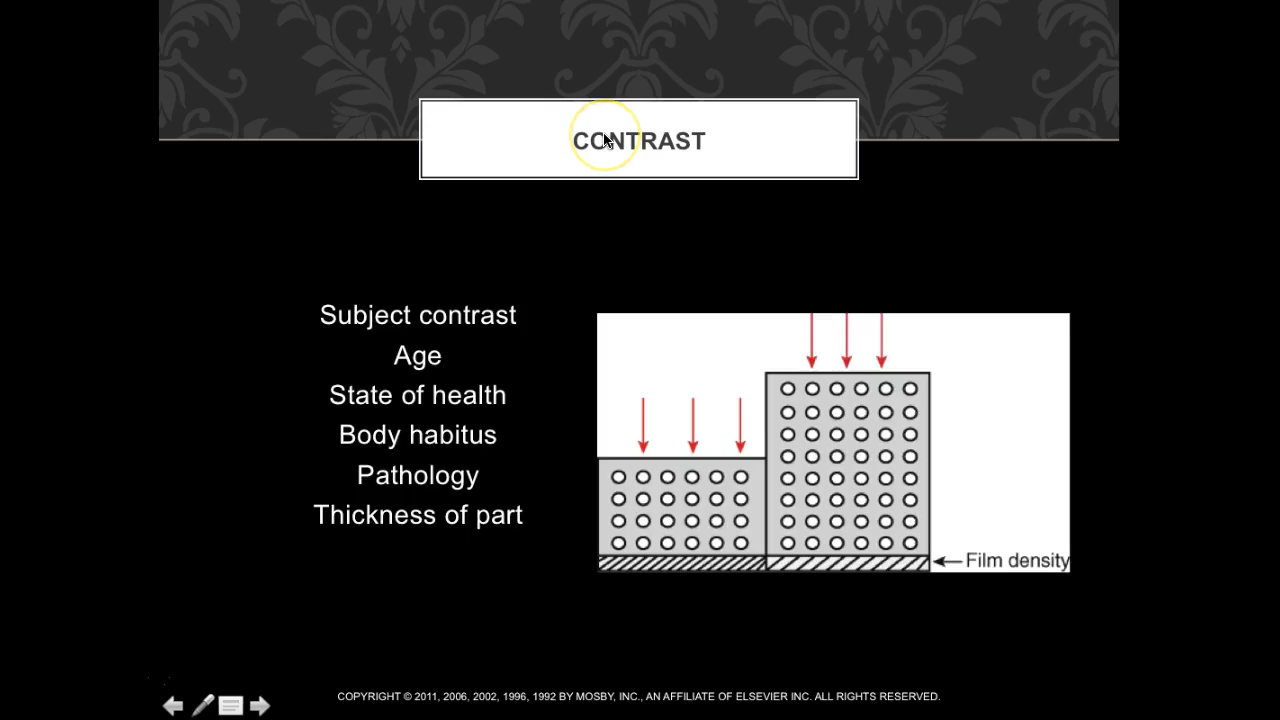 CONTRAST
Subject contrast
Age
State of health
Body habitus
Pathology
Thickness of part
Film density
COPYRIGHT © 2011, 2006, 2002, 1996, 1992 BY MOSBY, INC., AN AFFILIATE OF ELSEVIER INC. ALL RIGHTS RESERVED.